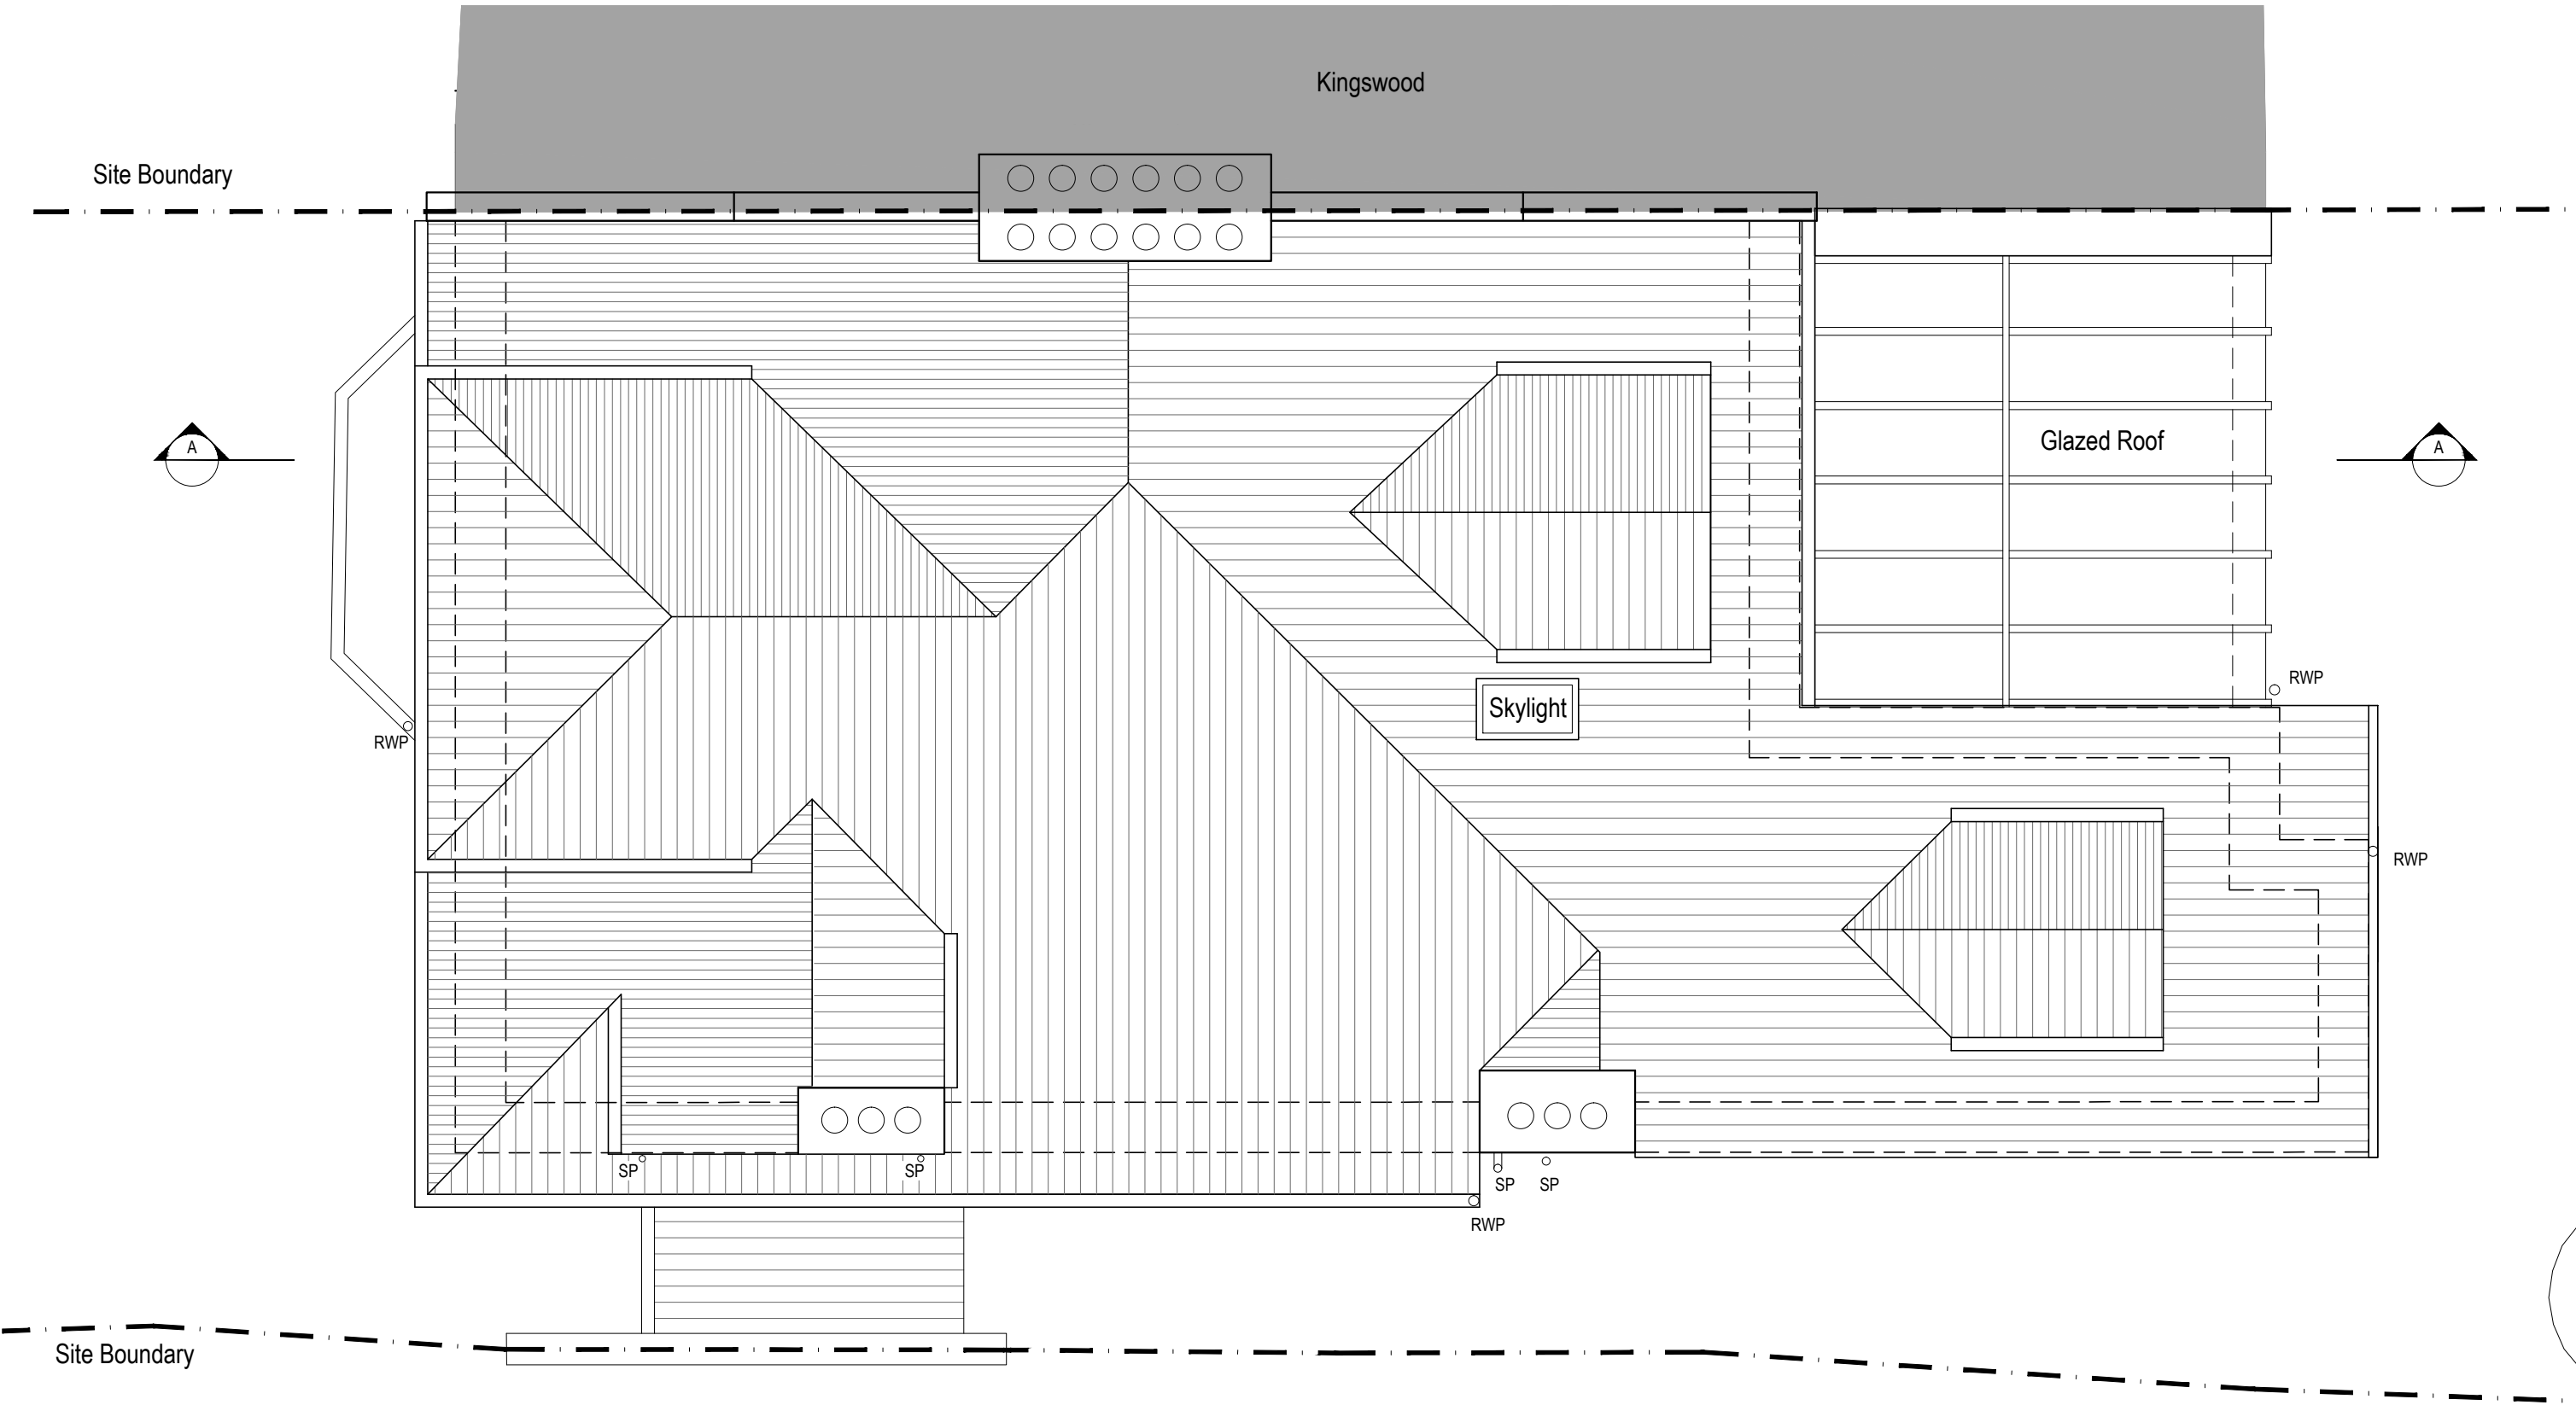 Kingswood
Site Boundary
A
Glazed Roof
A
RWP
Skylight
RWP
RWP
SP
SP
SP
SP
RWP
Site Boundary